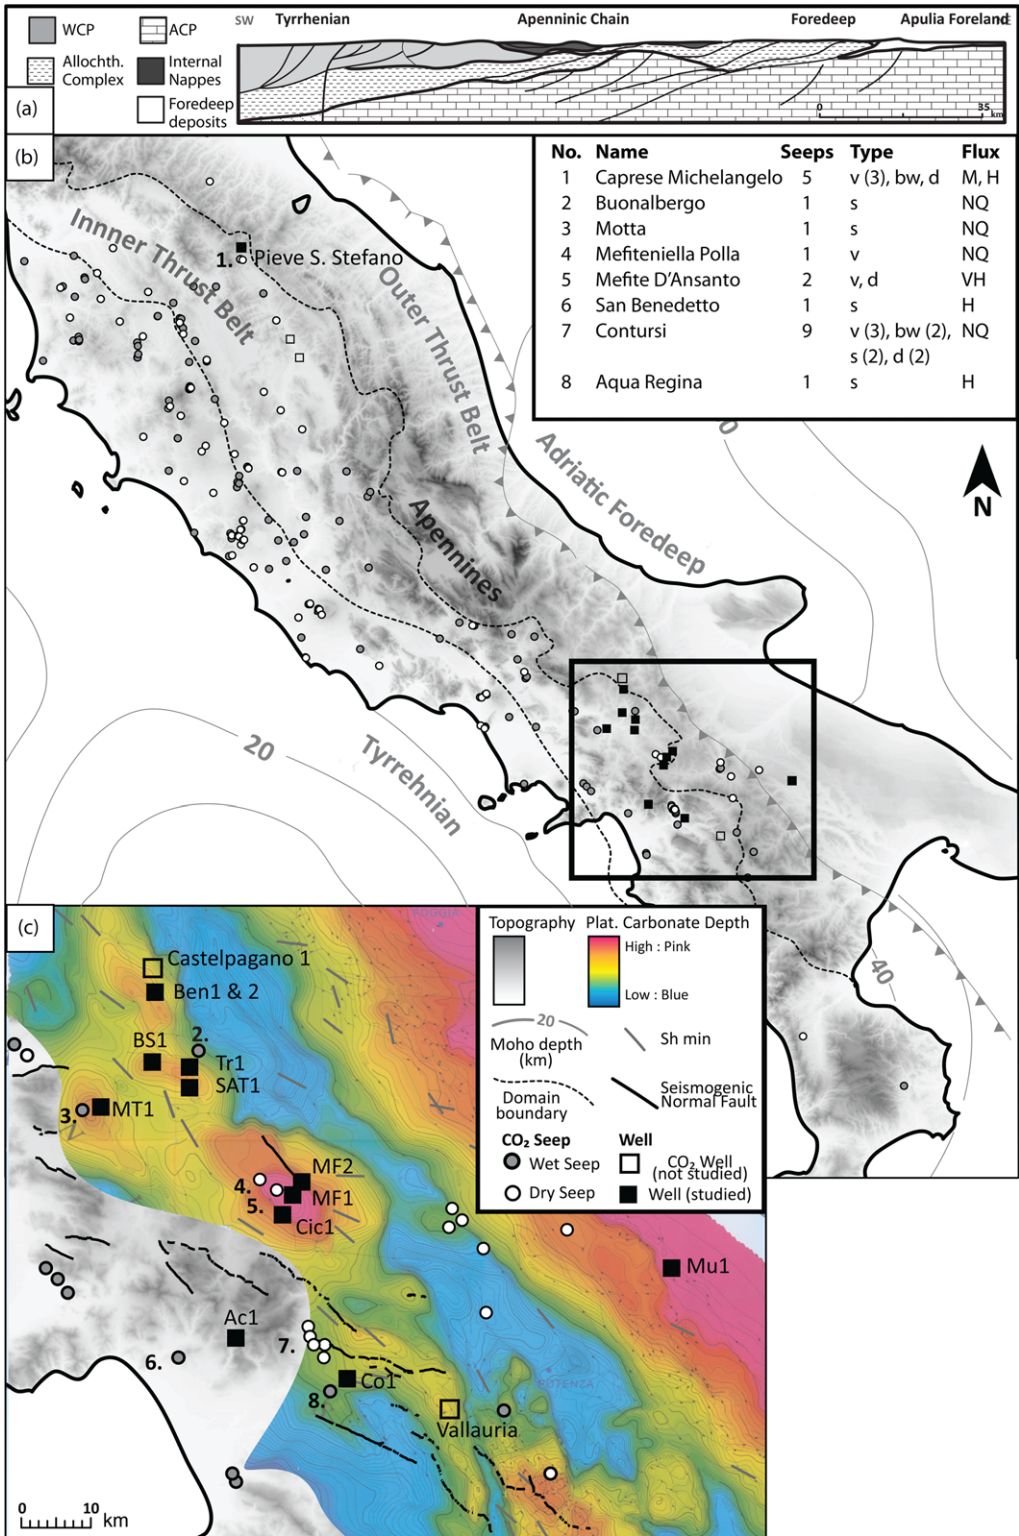 SW Tyrrhenian Apenninic Chain Foredeep Apulia Foreland NE
WCP ACP
Allochth. Complex
Internal Nappes
Foredeep deposits
(a)
0 35
km
(b)
No. Name Seeps Type Flux
1 Caprese Michelangelo 5 v (3), bw, d M, H
2 Buonalbergo 1 s NQ
3 Motta 1 s NQ
4 Mefiteniella Polla 1 v NQ
5 Mefite D'Ansanto 2 v, d VH
6 San Benedetto 1 s H
7 Contursi 9 v (3), bw (2), NQ
s (2), d (2)
8 Aqua Regina 1 s H
Innner Thrust Belt
1. Pieve S. Stefano
Outer Thrust Belt
Adriatic Foredeep
Apennines
N
20
Tyrrehnian
40
(c)
Topography
Plat. Carbonate Depth
High : Pink
Low : Blue
20
Moho depth
(km)
Sh min
Domain
boundary
Seismogenic
Normal Fault
CO₂ Seep
Wet Seep
Dry Seep
Well
CO₂ Well
(not studied)
Well (studied)
FOGGIA
Castelpagano 1
Ben1 & 2
BS1
2.
Tr1
SAT1
3.
MT1
MF2
4.
MF1
5.
Cic1
Mu1
Ac1
7.
6.
Co1
8.
POTENZA
Vallauria
0 10
km